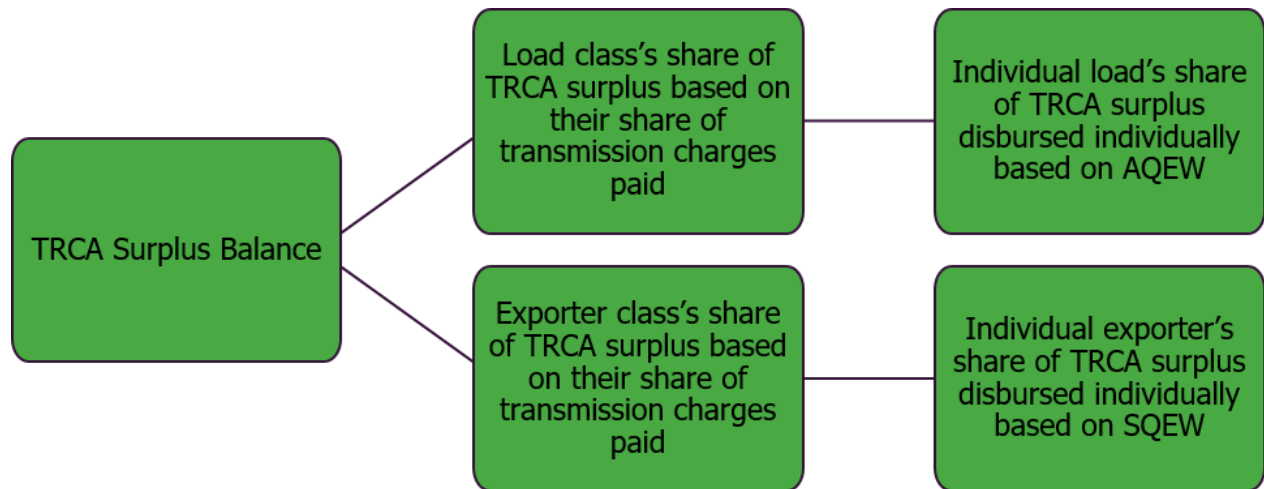 TRCA Surplus Balance
Load class's share of
TRCA surplus based on
their share of
transmission charges
paid
Individual load's share
of TRCA surplus
disbursed individually
based on AQEW
Exporter class's share
of TRCA surplus based
on their share of
transmission charges
paid
Individual exporter's
share of TRCA surplus
disbursed individually
based on SQEW